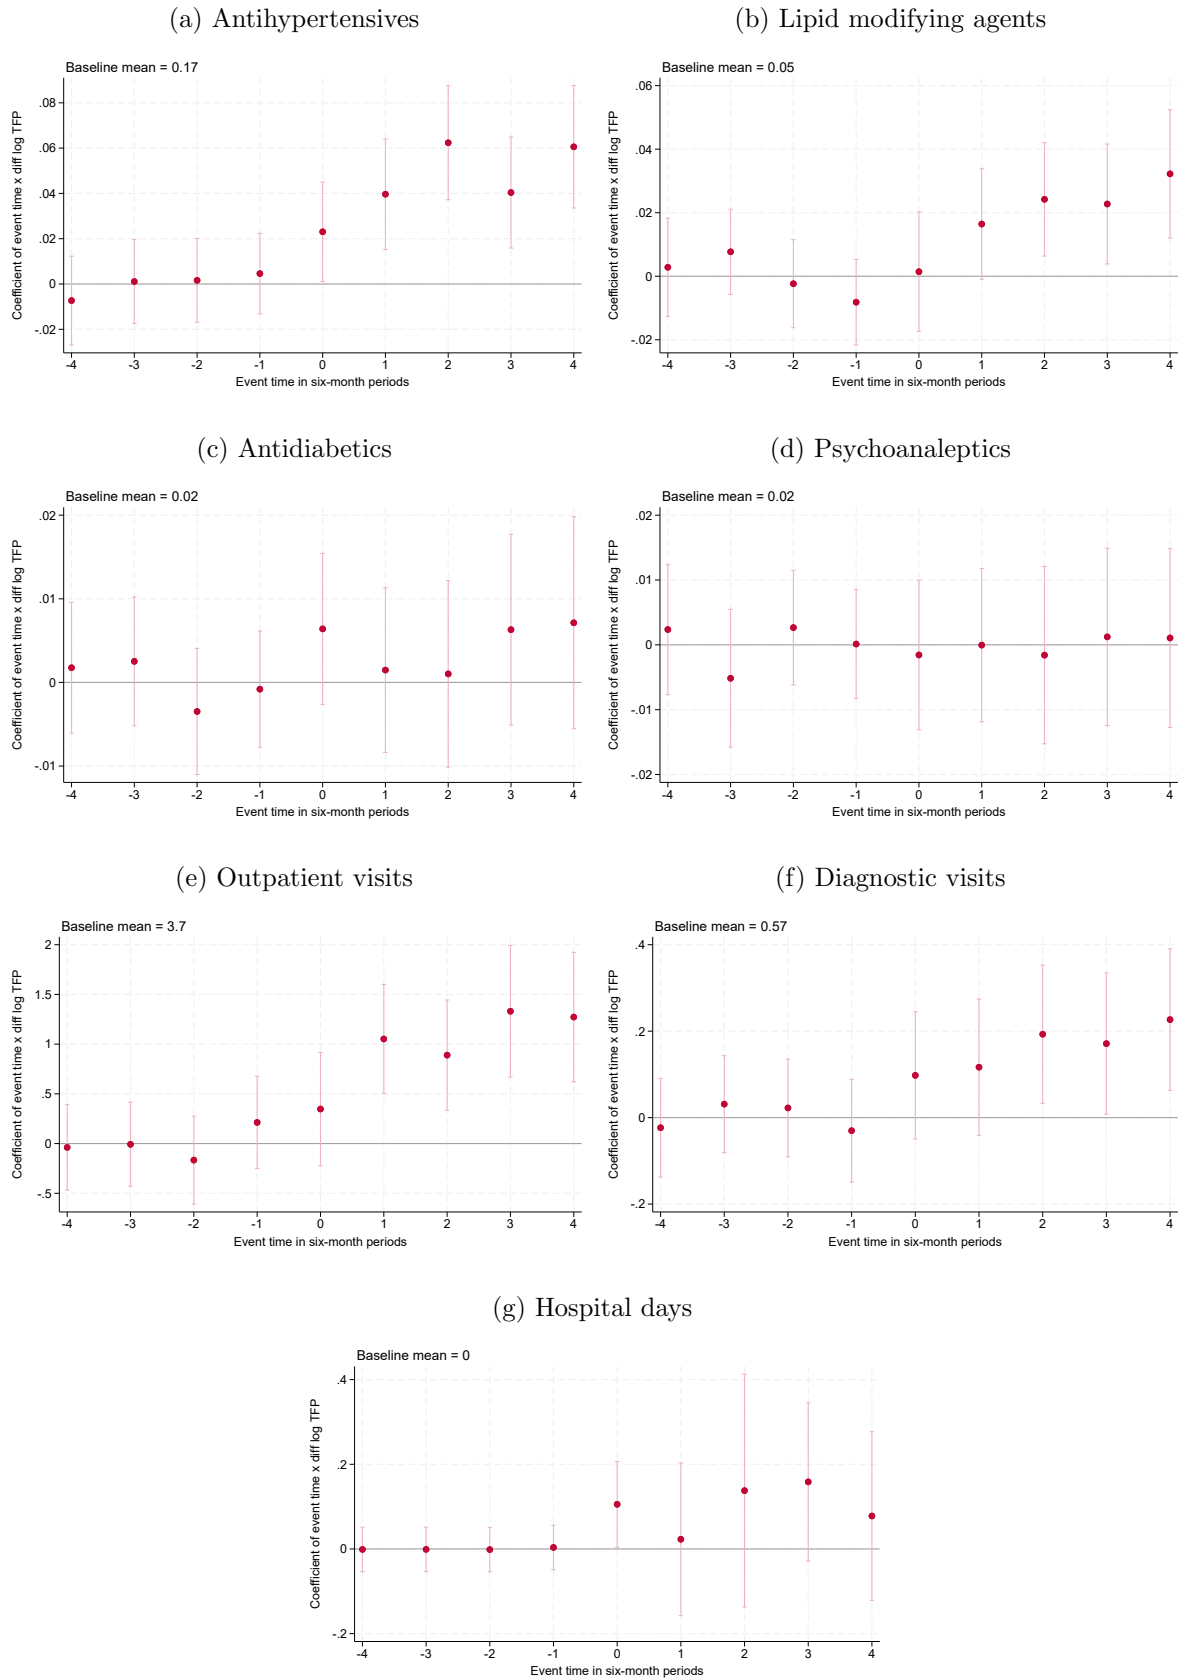 (a) Antihypertensives
Baseline mean = 0.17
Coefficient of event time x diff log TFP
.08
.06
.04
.02
0
-.02
-4 -3 -2 -1 0 1 2 3 4
Event time in six-month periods
(b) Lipid modifying agents
Baseline mean = 0.05
Coefficient of event time x diff log TFP
.06
.04
.02
0
-.02
-4 -3 -2 -1 0 1 2 3 4
Event time in six-month periods
(c) Antidiabetics
Baseline mean = 0.02
Coefficient of event time x diff log TFP
.02
.01
0
-.01
-4 -3 -2 -1 0 1 2 3 4
Event time in six-month periods
(d) Psychoanaleptics
Baseline mean = 0.02
Coefficient of event time x diff log TFP
.02
.01
0
-.01
-.02
-4 -3 -2 -1 0 1 2 3 4
Event time in six-month periods
(e) Outpatient visits
Baseline mean = 3.7
Coefficient of event time x diff log TFP
2
1.5
1
.5
0
-.5
-4 -3 -2 -1 0 1 2 3 4
Event time in six-month periods
(f) Diagnostic visits
Baseline mean = 0.57
Coefficient of event time x diff log TFP
.4
.2
0
-.2
-4 -3 -2 -1 0 1 2 3 4
Event time in six-month periods
(g) Hospital days
Baseline mean = 0
Coefficient of event time x diff log TFP
.4
.2
0
-.2
-4 -3 -2 -1 0 1 2 3 4
Event time in six-month periods